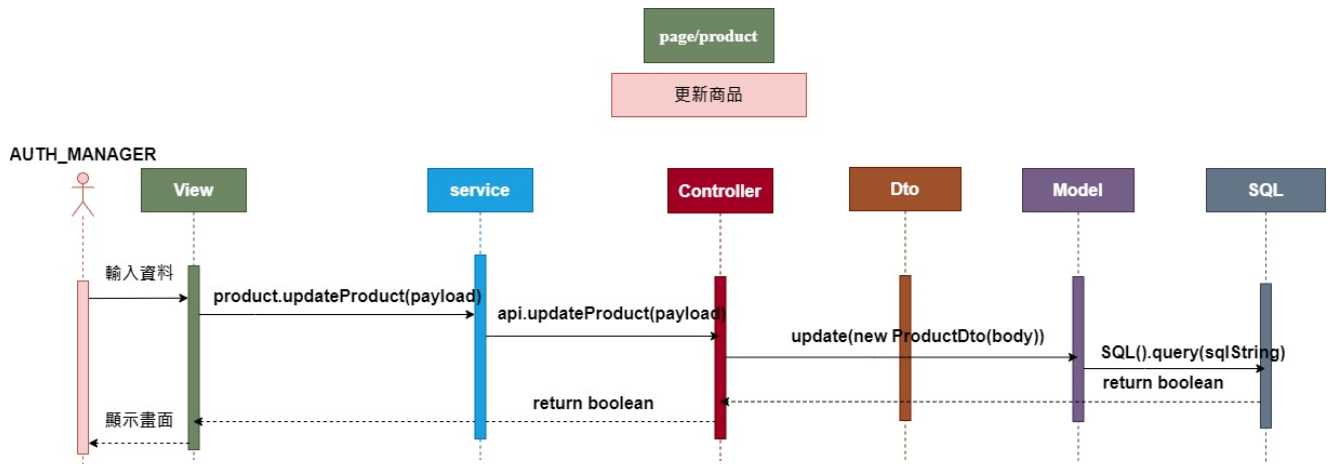 page/product
更新商品
AUTH_MANAGER
View
service
Controller
Dto
Model
SQL
輸入資料
product.updateProduct(payload)
api.updateProduct(payload)
update(new ProductDto(body))
SQL().query(sqlString)
return boolean
return boolean
顯示畫面